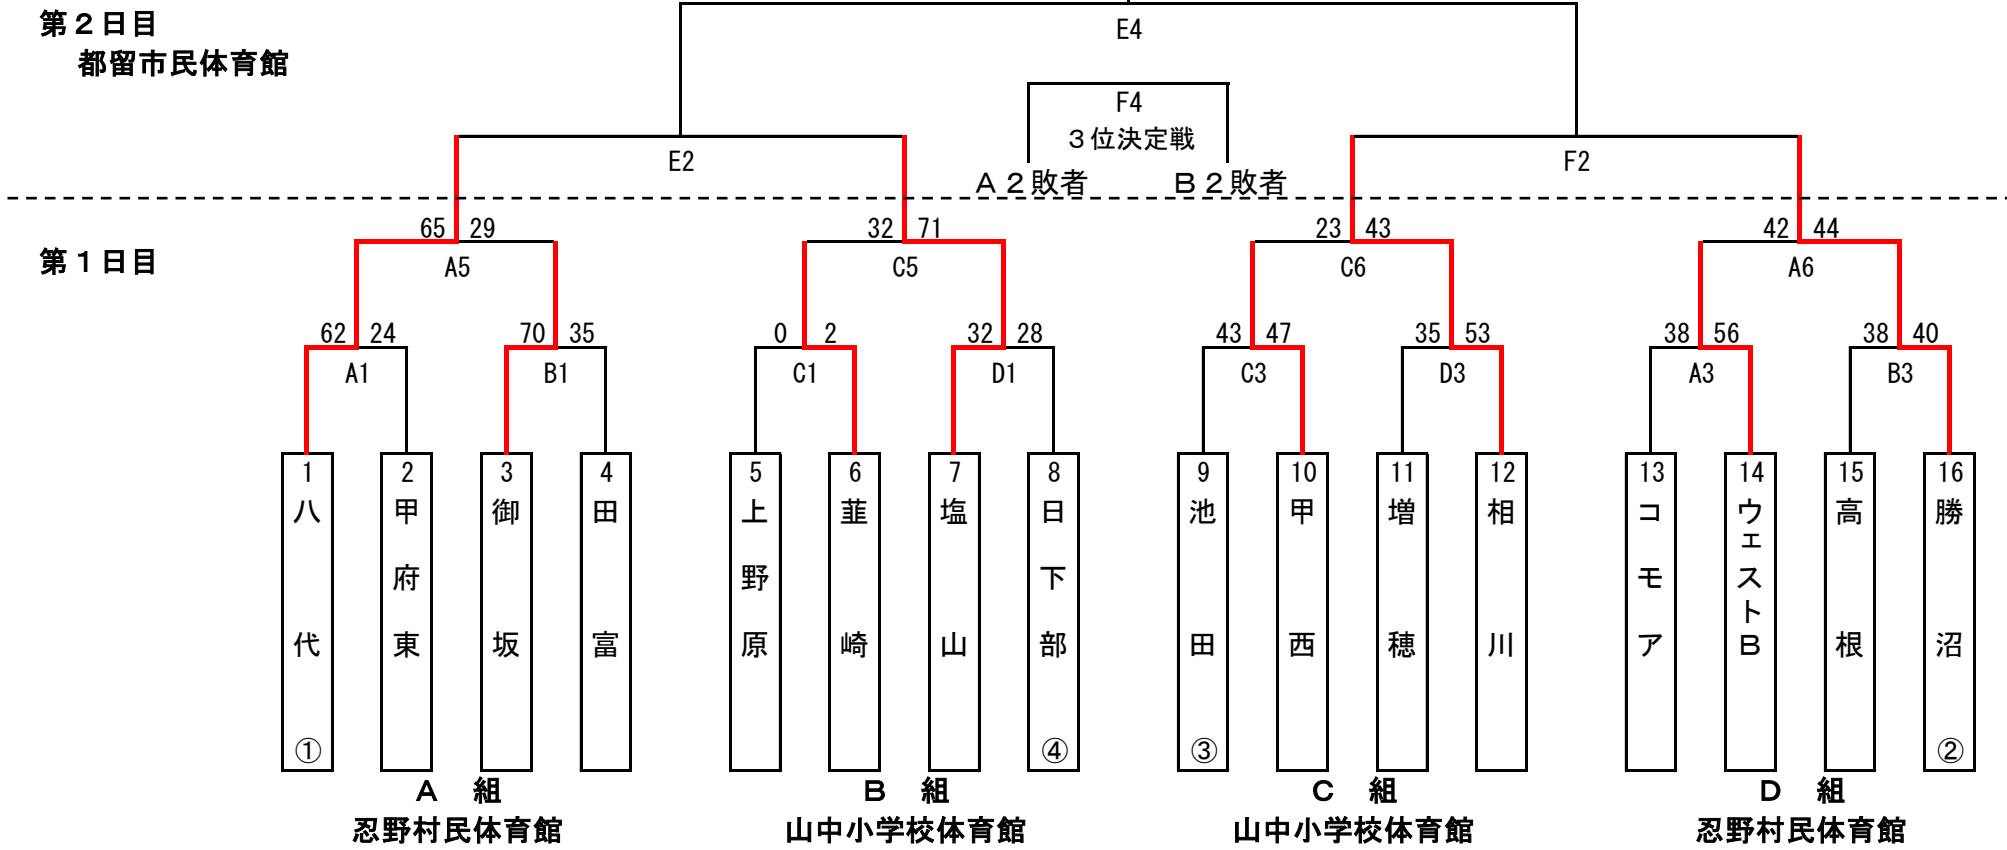 第２日目
都留市民体育館
E4
F4
３位決定戦
E2
F2
Ａ２敗者 Ｂ２敗者
第１日目
65 29 32 71 23 43 42 44
A5 C5 C6 A6
62 24 70 35 0 2 32 28 43 47 35 53 38 56 38 40
A1 B1 C1 D1 C3 D3 A3 B3
1 八代 ①
2 甲府東
3 御坂
4 田富
5 上野原
6 韮崎
7 塩山
8 日下部 ④
9 池田 ③
10 甲西
11 増穂
12 相川
13 コモア
14 ウェストＢ
15 高根
16 勝沼 ②
Ａ 組 Ｂ 組 Ｃ 組 Ｄ 組
忍野村民体育館 山中小学校体育館 山中小学校体育館 忍野村民体育館